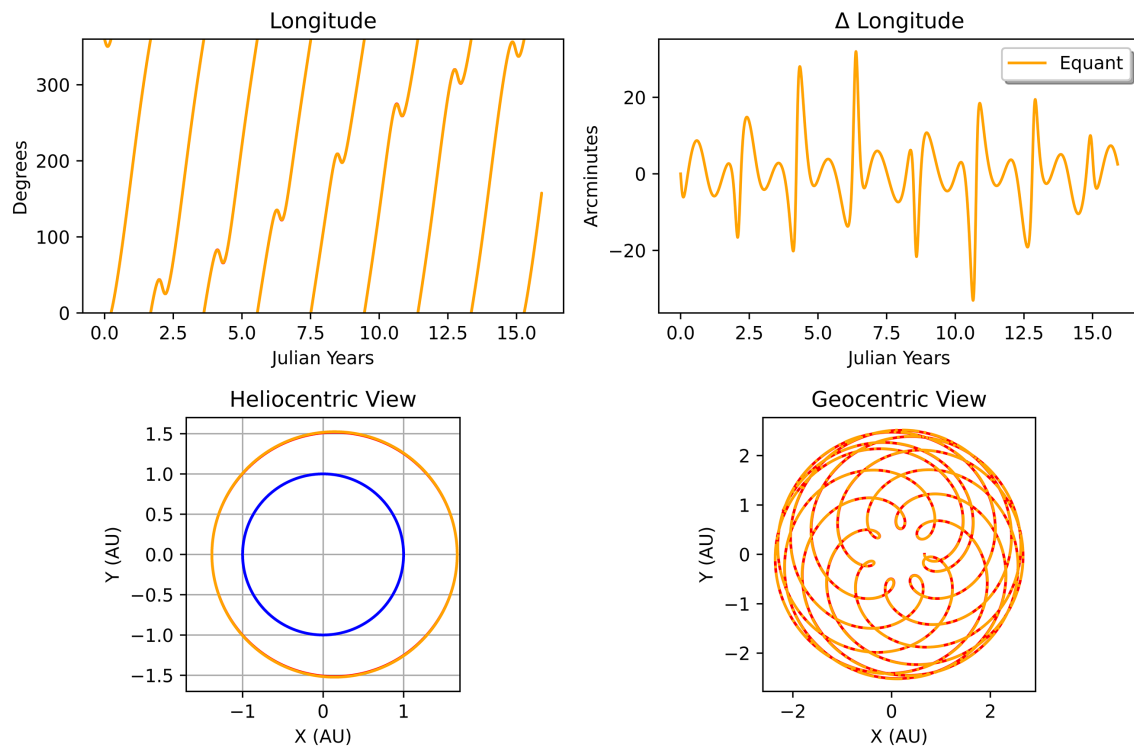 Longitude
Degrees
300
200
100
0
0.0 2.5 5.0 7.5 10.0 12.5 15.0
Julian Years
Δ Longitude
Equant
Arcminutes
20
0
−20
0.0 2.5 5.0 7.5 10.0 12.5 15.0
Julian Years
Heliocentric View
Y (AU)
1.5
1.0
0.5
0.0
−0.5
−1.0
−1.5
−1 0 1
X (AU)
Geocentric View
Y (AU)
2
1
0
−1
−2
−2 0 2
X (AU)